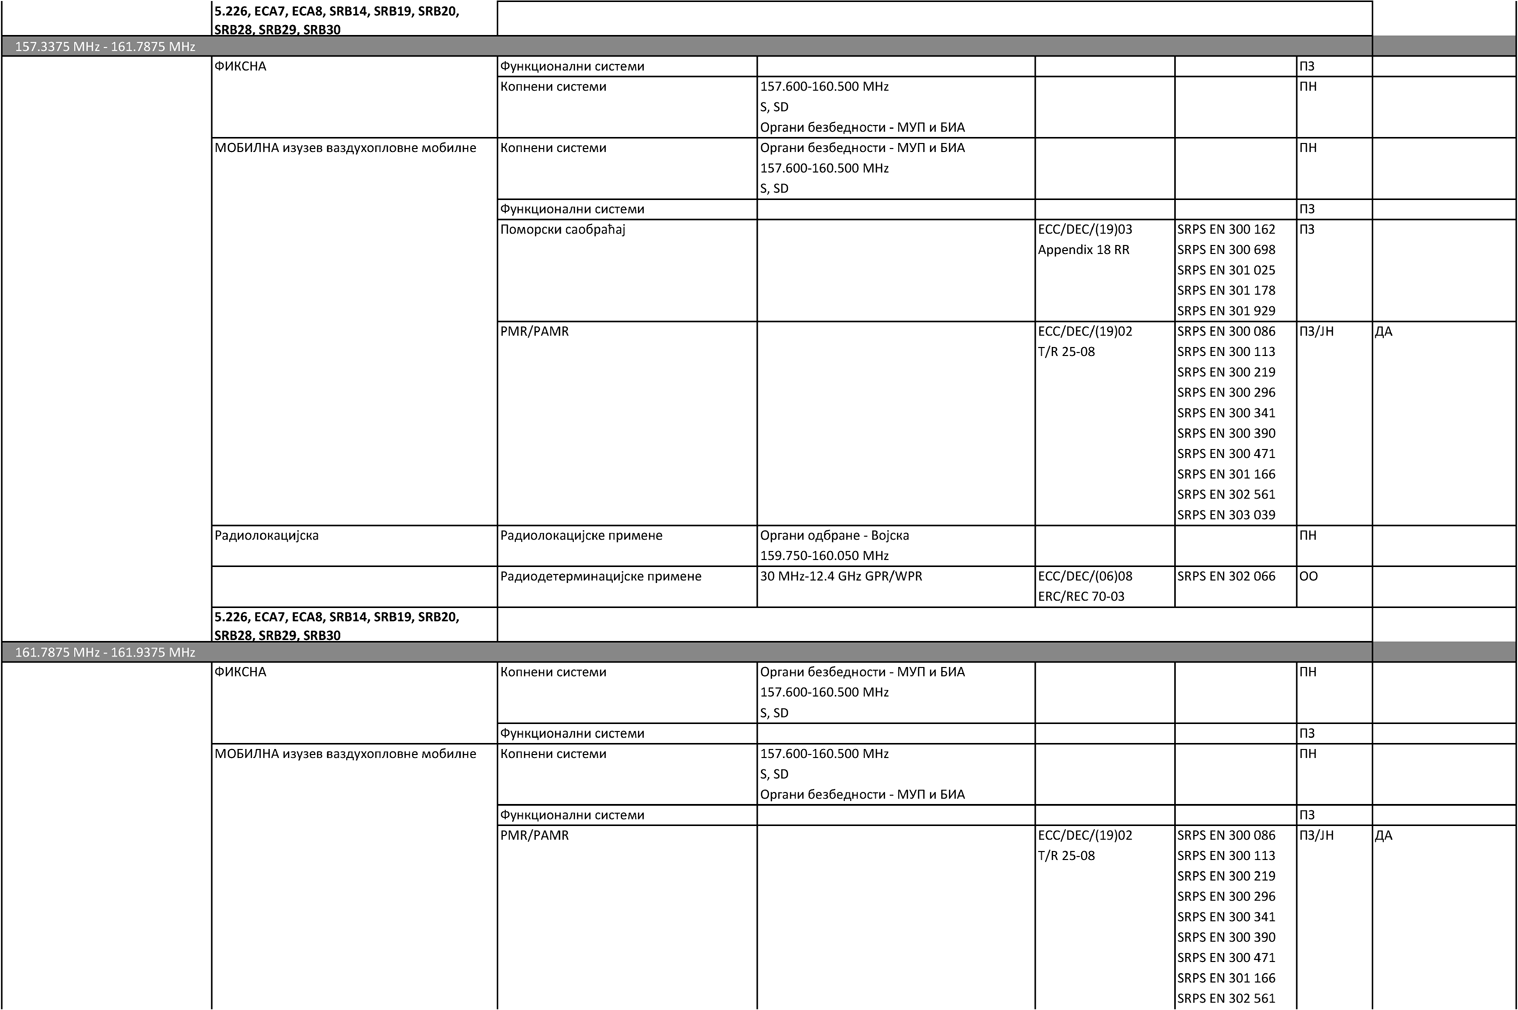 5.226, ECA7, ECA8, SRB14, SRB19, SRB20,
SRB28, SRB29, SRB30
157.3375 MHz - 161.7875 MHz
ФИКСНА
Функционални системи
ПЗ
Копнени системи
157.600-160.500 MHz
S, SD
Органи безбедности - МУП и БИА
ПН
МОБИЛНА изузев ваздухопловне мобилне
Копнени системи
Органи безбедности - МУП и БИА
157.600-160.500 MHz
S, SD
ПН
Функционални системи
ПЗ
Поморски саобраћај
ECC/DEC/(19)03
Appendix 18 RR
SRPS EN 300 162
SRPS EN 300 698
SRPS EN 301 025
SRPS EN 301 178
SRPS EN 301 929
ПЗ
PMR/PAMR
ECC/DEC/(19)02
T/R 25-08
SRPS EN 300 086
SRPS EN 300 113
SRPS EN 300 219
SRPS EN 300 296
SRPS EN 300 341
SRPS EN 300 390
SRPS EN 300 471
SRPS EN 301 166
SRPS EN 302 561
SRPS EN 303 039
ПЗ/ЈН
ДА
Радиолокацијска
Радиолокацијске примене
Органи одбране - Војска
159.750-160.050 MHz
ПН
Радиодетерминацијске примене
30 MHz-12.4 GHz GPR/WPR
ECC/DEC/(06)08
ERC/REC 70-03
SRPS EN 302 066
ОО
5.226, ECA7, ECA8, SRB14, SRB19, SRB20,
SRB28, SRB29, SRB30
161.7875 MHz - 161.9375 MHz
ФИКСНА
Копнени системи
Органи безбедности - МУП и БИА
157.600-160.500 MHz
S, SD
ПН
Функционални системи
ПЗ
МОБИЛНА изузев ваздухопловне мобилне
Копнени системи
157.600-160.500 MHz
S, SD
Органи безбедности - МУП и БИА
ПН
Функционални системи
ПЗ
PMR/PAMR
ECC/DEC/(19)02
T/R 25-08
SRPS EN 300 086
SRPS EN 300 113
SRPS EN 300 219
SRPS EN 300 296
SRPS EN 300 341
SRPS EN 300 390
SRPS EN 300 471
SRPS EN 301 166
SRPS EN 302 561
ПЗ/ЈН
ДА